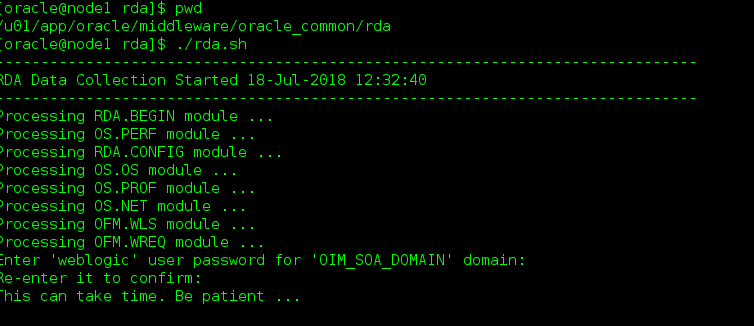 [oracle@node1 rda]$ pwd
/u01/app/oracle/middleware/oracle_common/rda
[oracle@node1 rda]$ ./rda.sh
-------------------------------------------------------------------------------
RDA Data Collection Started 18-Jul-2018 12:32:40
-------------------------------------------------------------------------------
Processing RDA.BEGIN module ...
Processing OS.PERF module ...
Processing RDA.CONFIG module ...
Processing OS.OS module ...
Processing OS.PROF module ...
Processing OS.NET module ...
Processing OFM.WLS module ...
Processing OFM.WREQ module ...
Enter 'weblogic' user password for 'OIM_SOA_DOMAIN' domain:
Re-enter it to confirm:
This can take time. Be patient ...